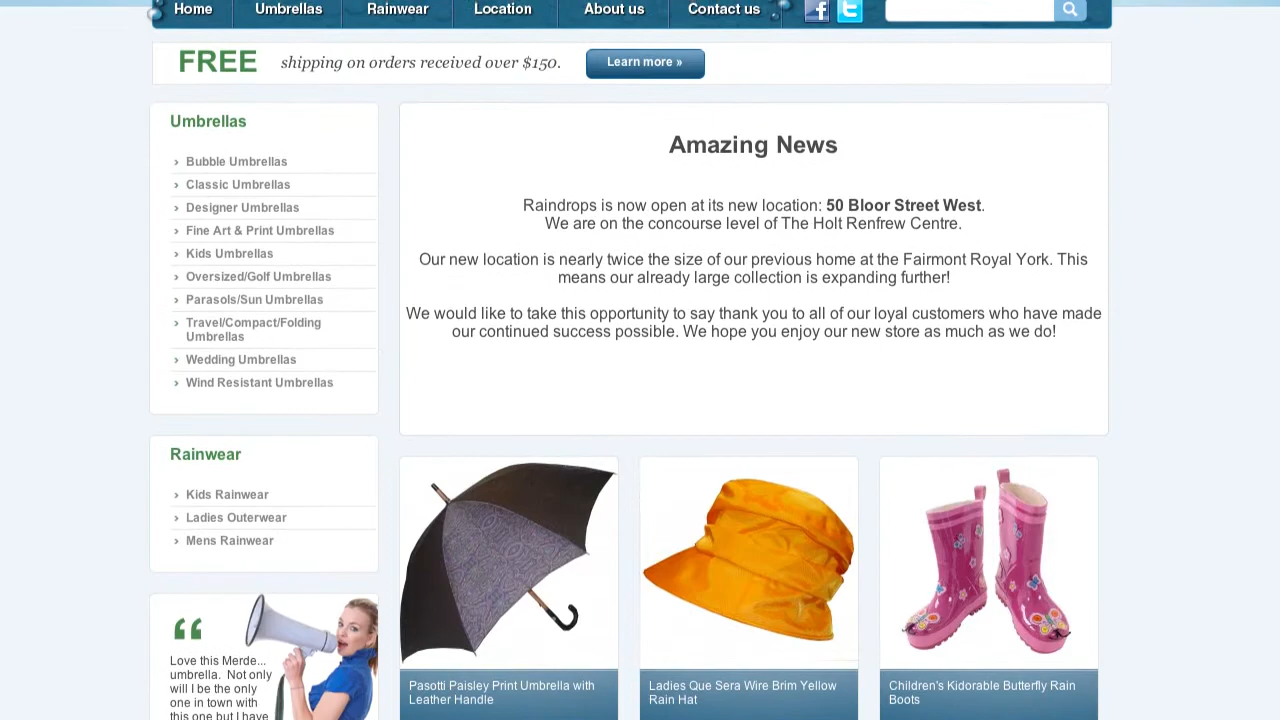 Home Umbrellas Rainwear Location About us Contact us
FREE shipping on orders received over $150. Learn more »
Umbrellas
› Bubble Umbrellas
› Classic Umbrellas
› Designer Umbrellas
› Fine Art & Print Umbrellas
› Kids Umbrellas
› Oversized/Golf Umbrellas
› Parasols/Sun Umbrellas
› Travel/Compact/Folding
Umbrellas
› Wedding Umbrellas
› Wind Resistant Umbrellas
Amazing News
Raindrops is now open at its new location: 50 Bloor Street West.
We are on the concourse level of The Holt Renfrew Centre.
Our new location is nearly twice the size of our previous home at the Fairmont Royal York. This
means our already large collection is expanding further!
We would like to take this opportunity to say thank you to all of our loyal customers who have made
our continued success possible. We hope you enjoy our new store as much as we do!
Rainwear
› Kids Rainwear
› Ladies Outerwear
› Mens Rainwear
“
Love this Merde...
umbrella.  Not only
will I be the only
one in town with
this one but I have
Pasotti Paisley Print Umbrella with
Leather Handle
Ladies Que Sera Wire Brim Yellow
Rain Hat
Children's Kidorable Butterfly Rain
Boots